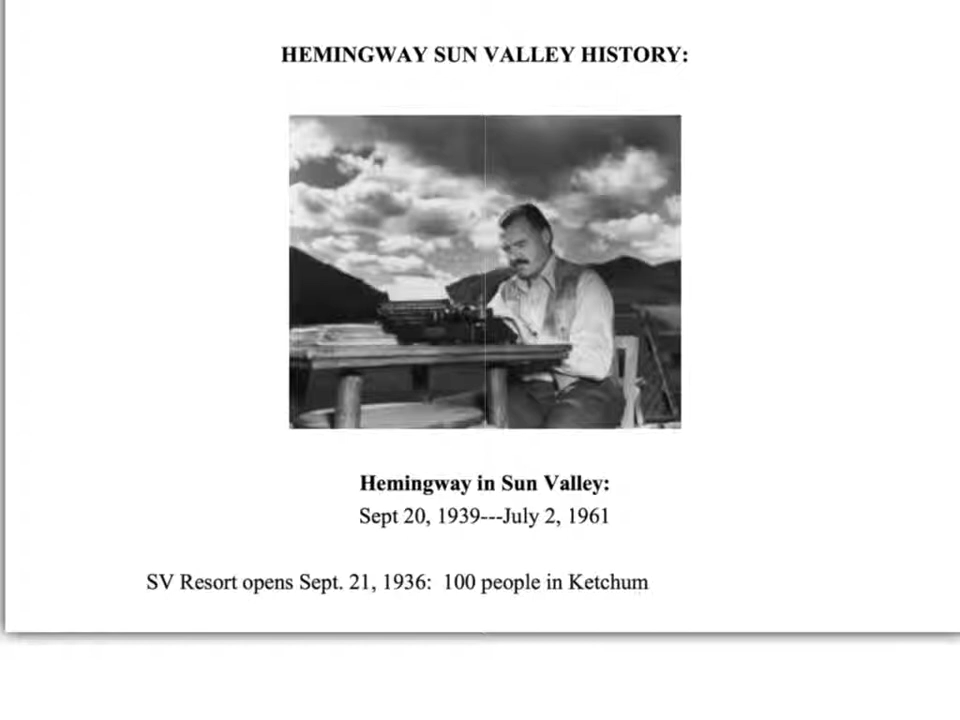 HEMINGWAY SUN VALLEY HISTORY:
Hemingway in Sun Valley:
Sept 20, 1939---July 2, 1961
SV Resort opens Sept. 21, 1936:  100 people in Ketchum